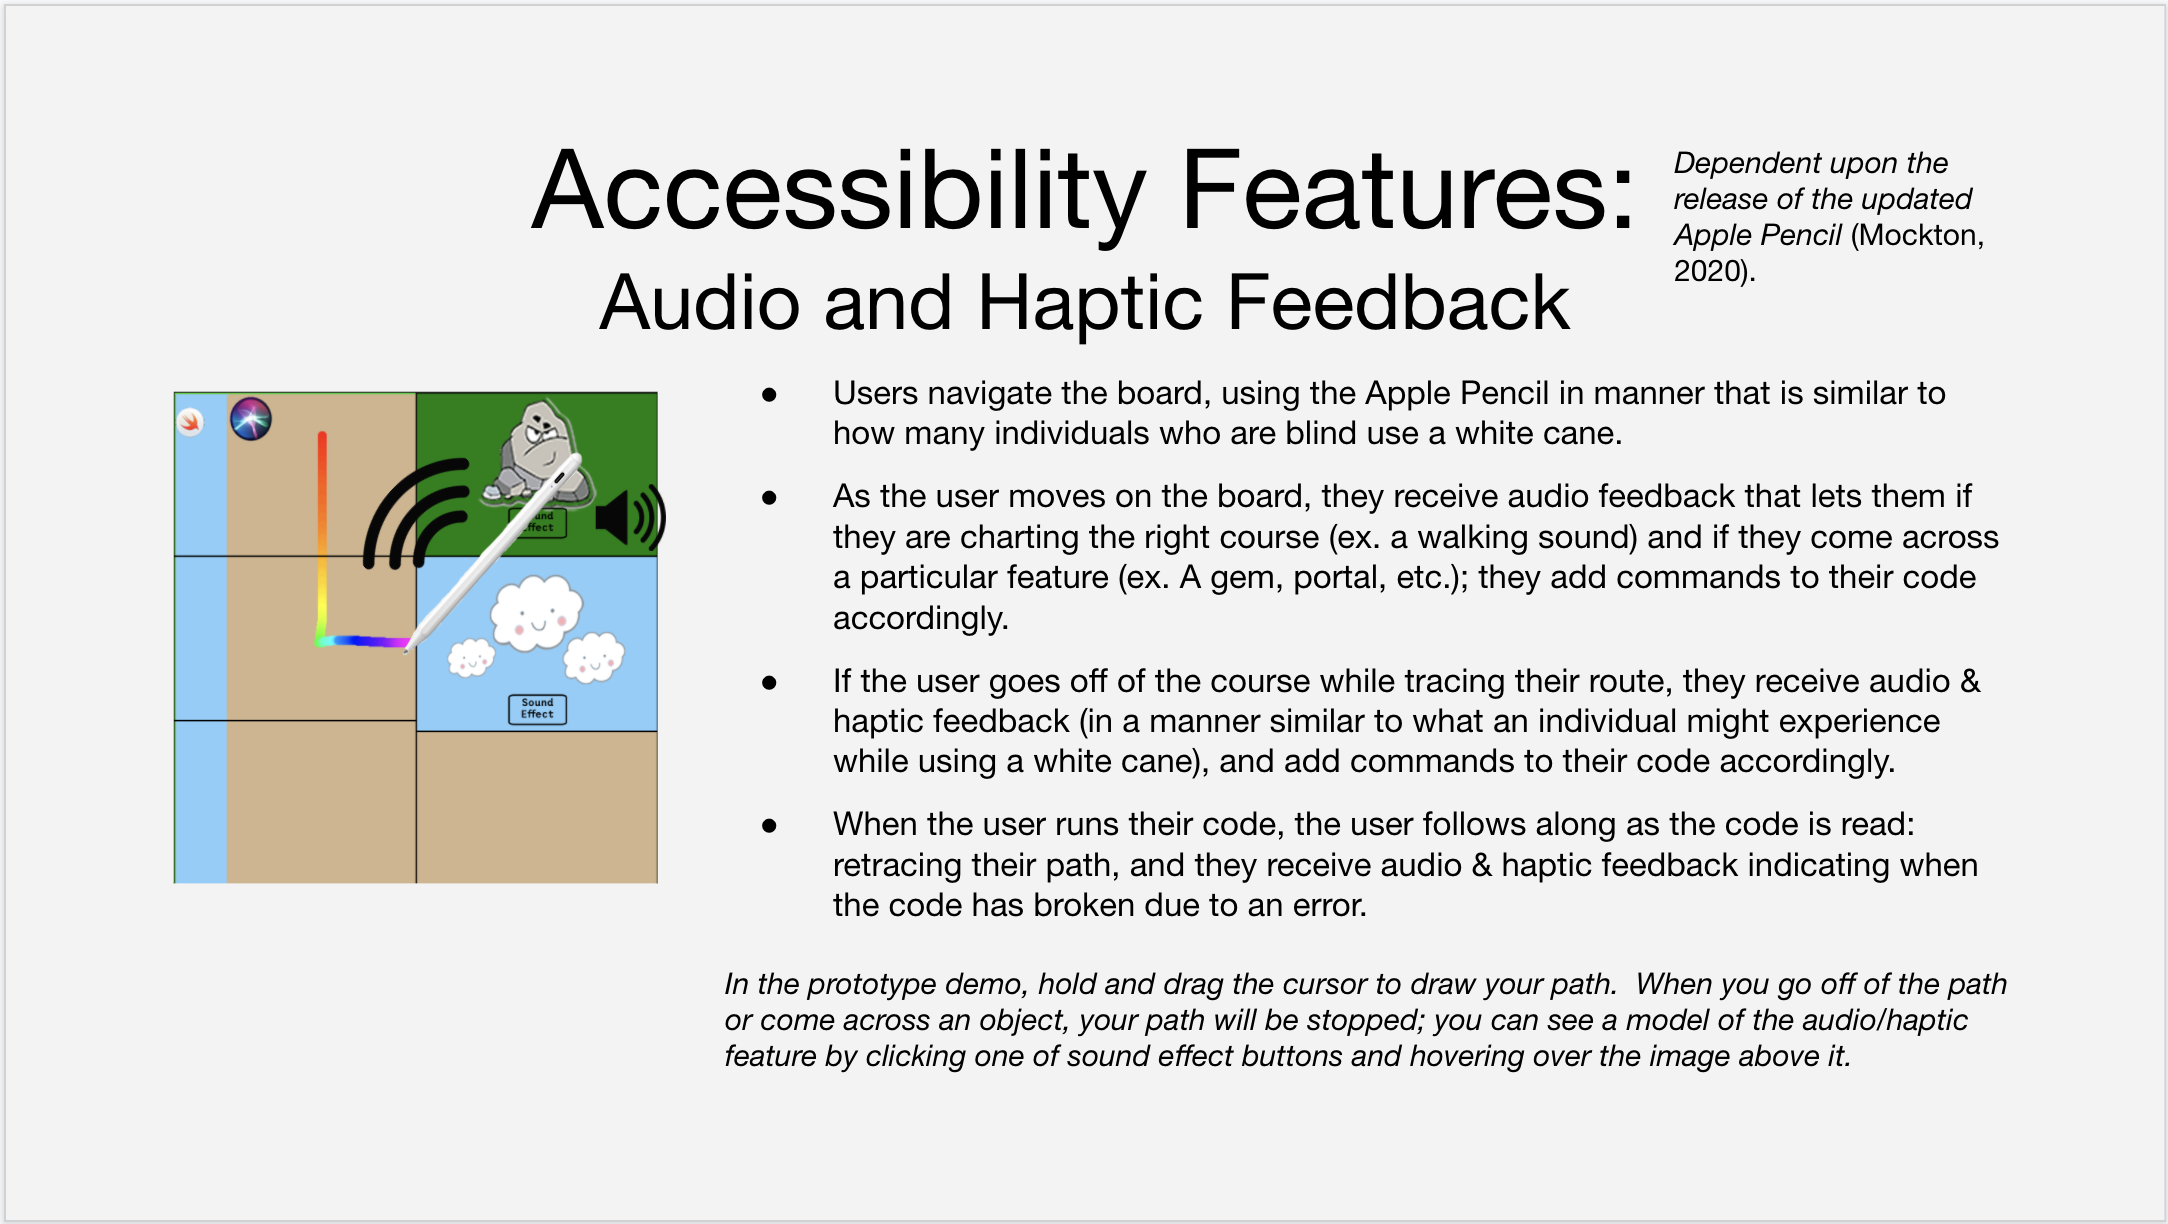 Accessibility Features:
Audio and Haptic Feedback
Dependent upon the
release of the updated
Apple Pencil (Mockton,
2020).
● Users navigate the board, using the Apple Pencil in manner that is similar to
how many individuals who are blind use a white cane.
● As the user moves on the board, they receive audio feedback that lets them if
they are charting the right course (ex. a walking sound) and if they come across
a particular feature (ex. A gem, portal, etc.); they add commands to their code
accordingly.
● If the user goes off of the course while tracing their route, they receive audio &
haptic feedback (in a manner similar to what an individual might experience
while using a white cane), and add commands to their code accordingly.
● When the user runs their code, the user follows along as the code is read:
retracing their path, and they receive audio & haptic feedback indicating when
the code has broken due to an error.
In the prototype demo, hold and drag the cursor to draw your path.  When you go off of the path
or come across an object, your path will be stopped; you can see a model of the audio/haptic
feature by clicking one of sound effect buttons and hovering over the image above it.
Sound
Effect